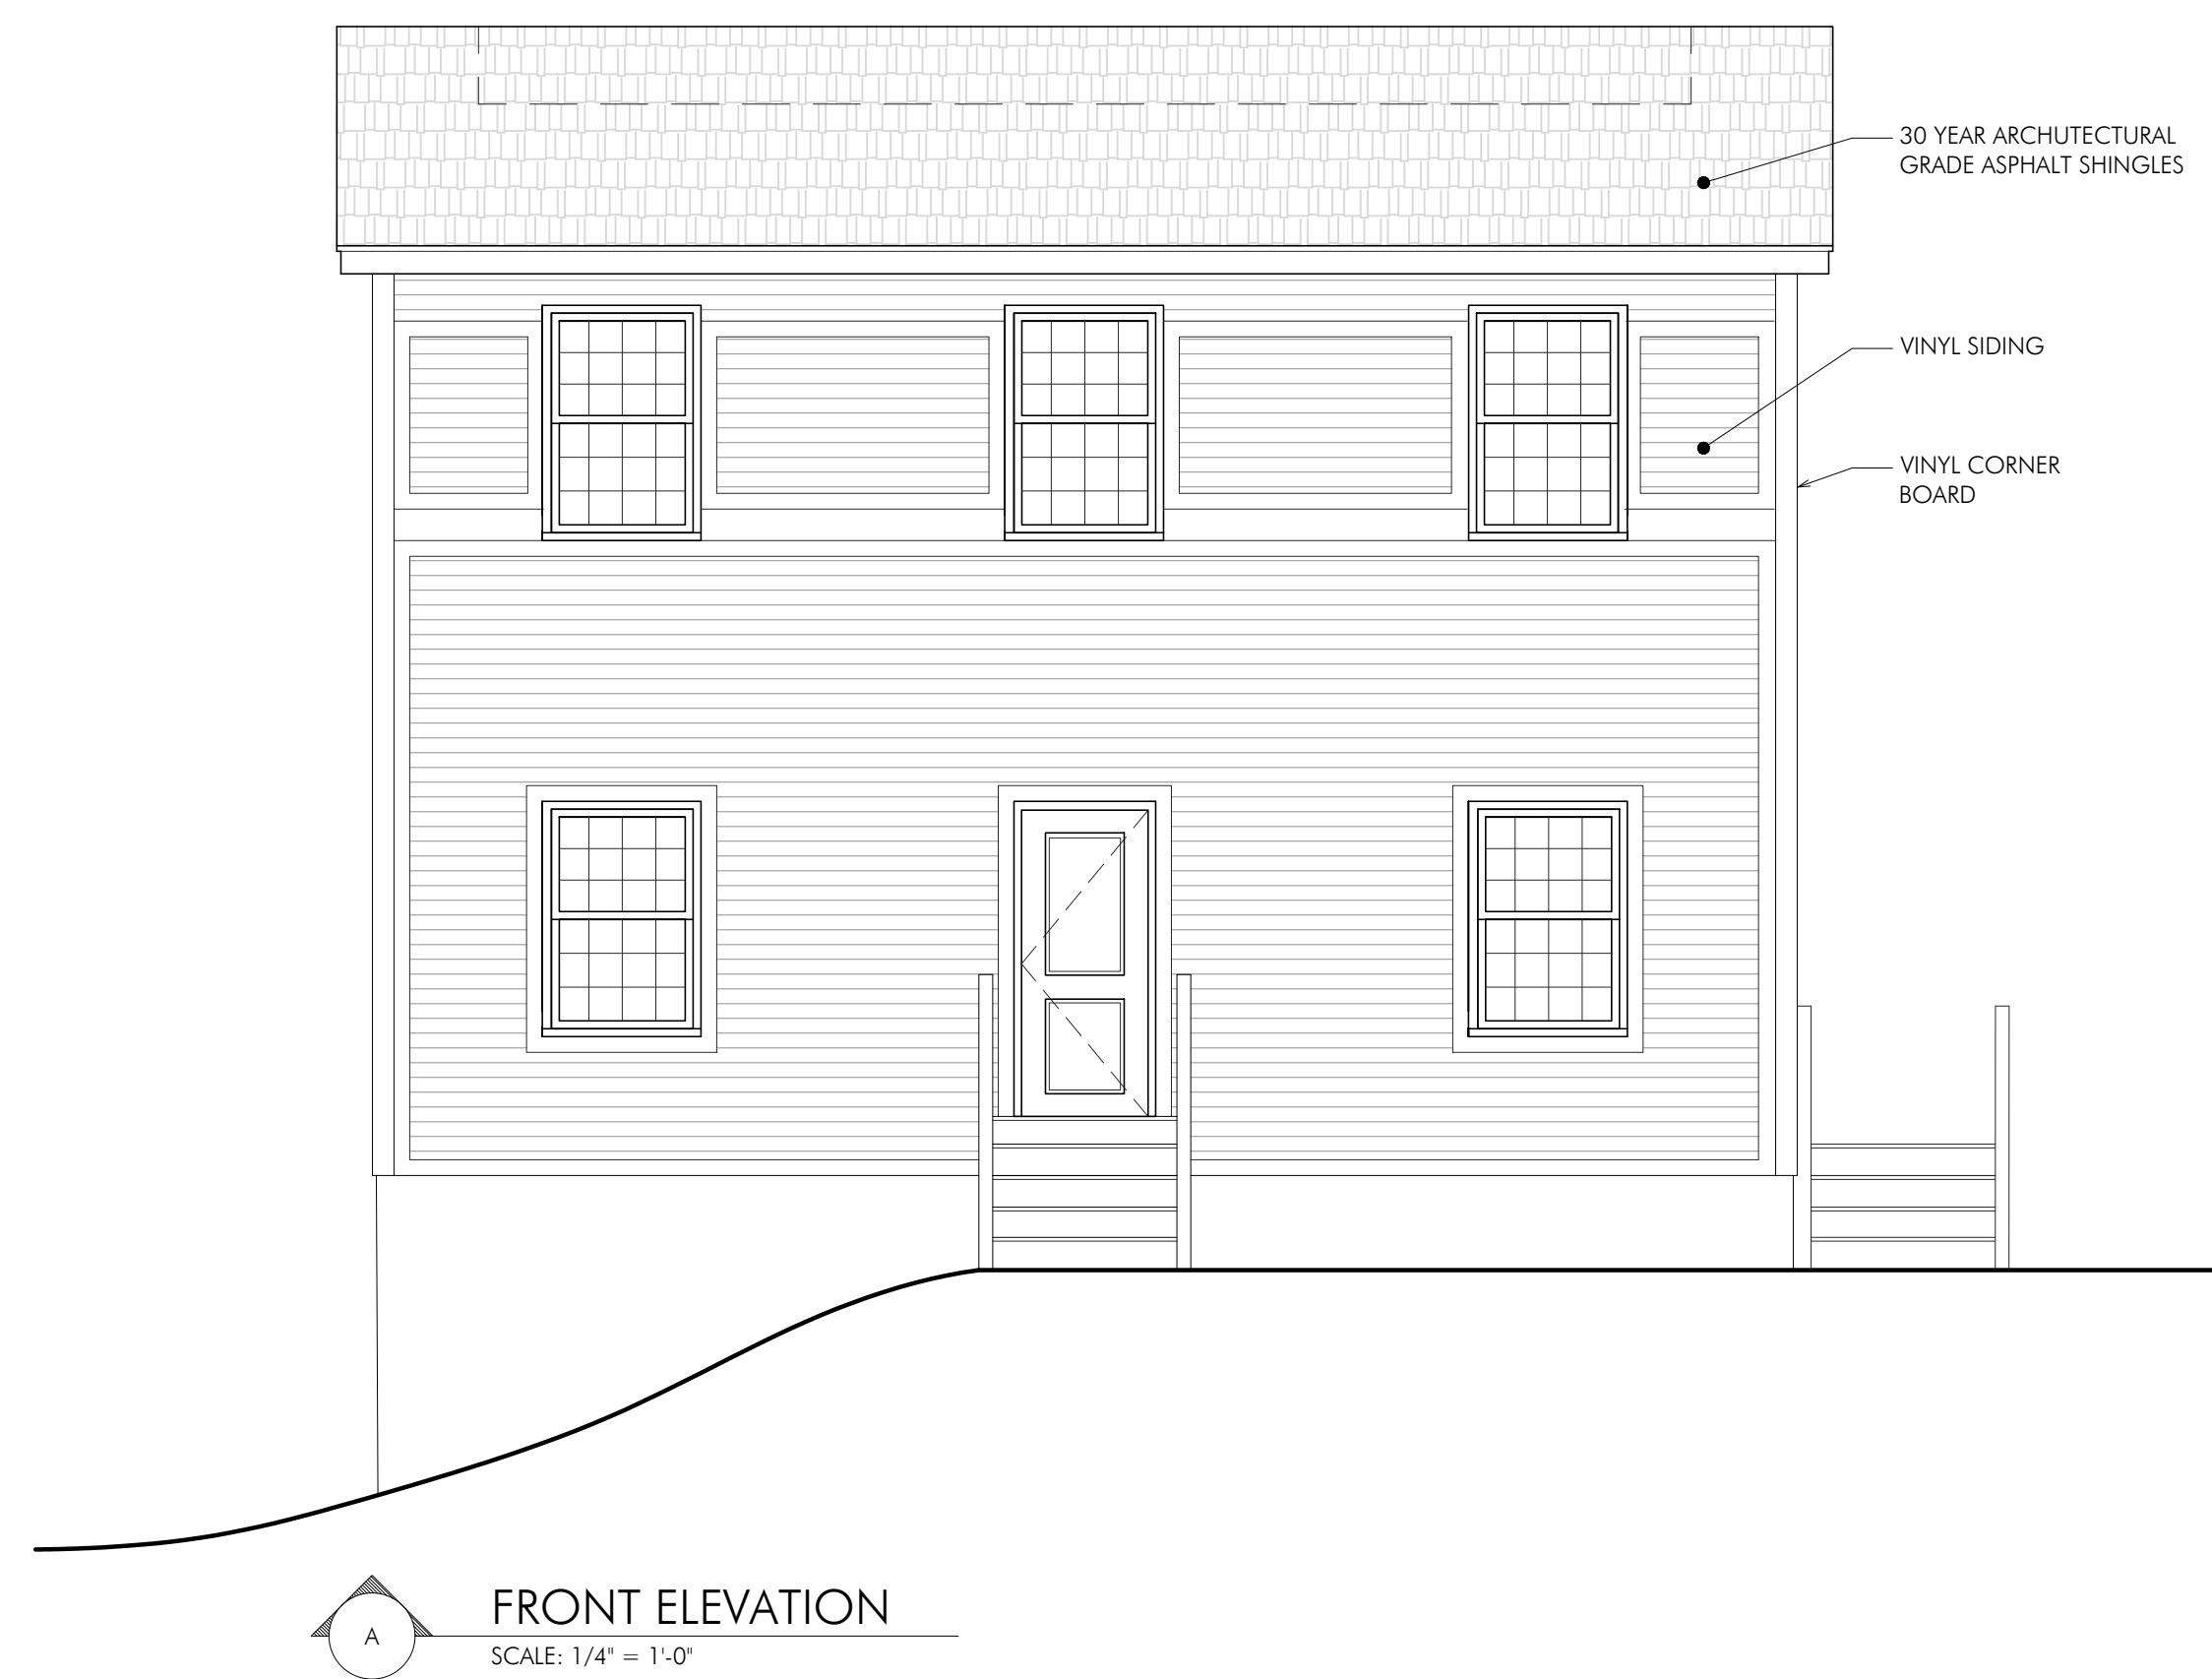 30 YEAR ARCHUTECTURAL
GRADE ASPHALT SHINGLES
VINYL SIDING
VINYL CORNER
BOARD
A
FRONT ELEVATION
SCALE: 1/4" = 1'-0"